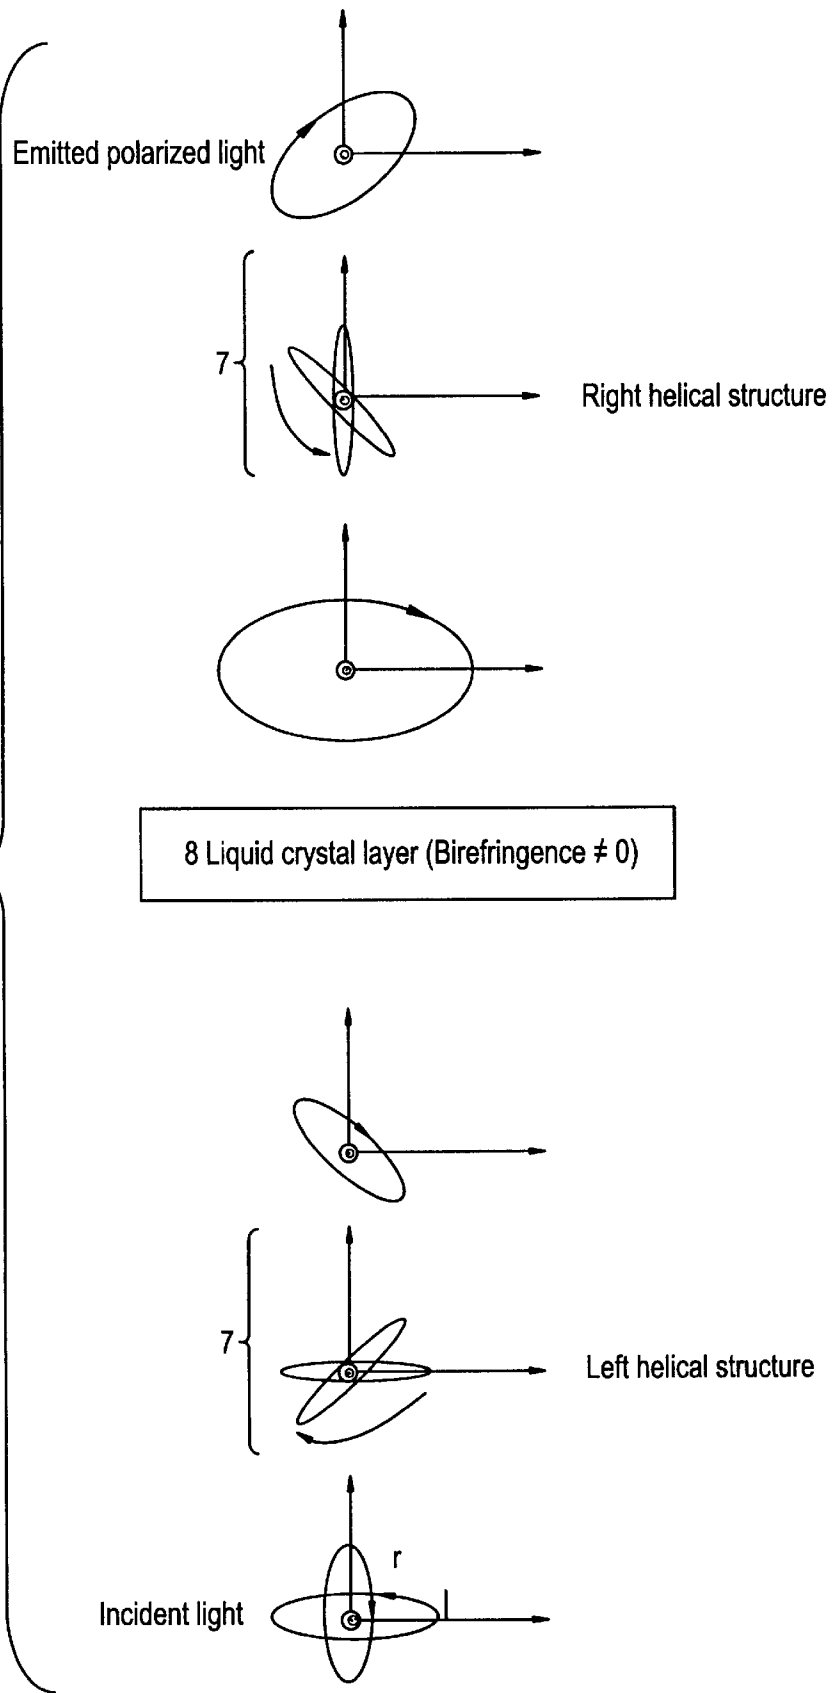 Emitted polarized light
7
Right helical structure
8 Liquid crystal layer (Birefringence ≠ 0)
7
Left helical structure
r
l
Incident light